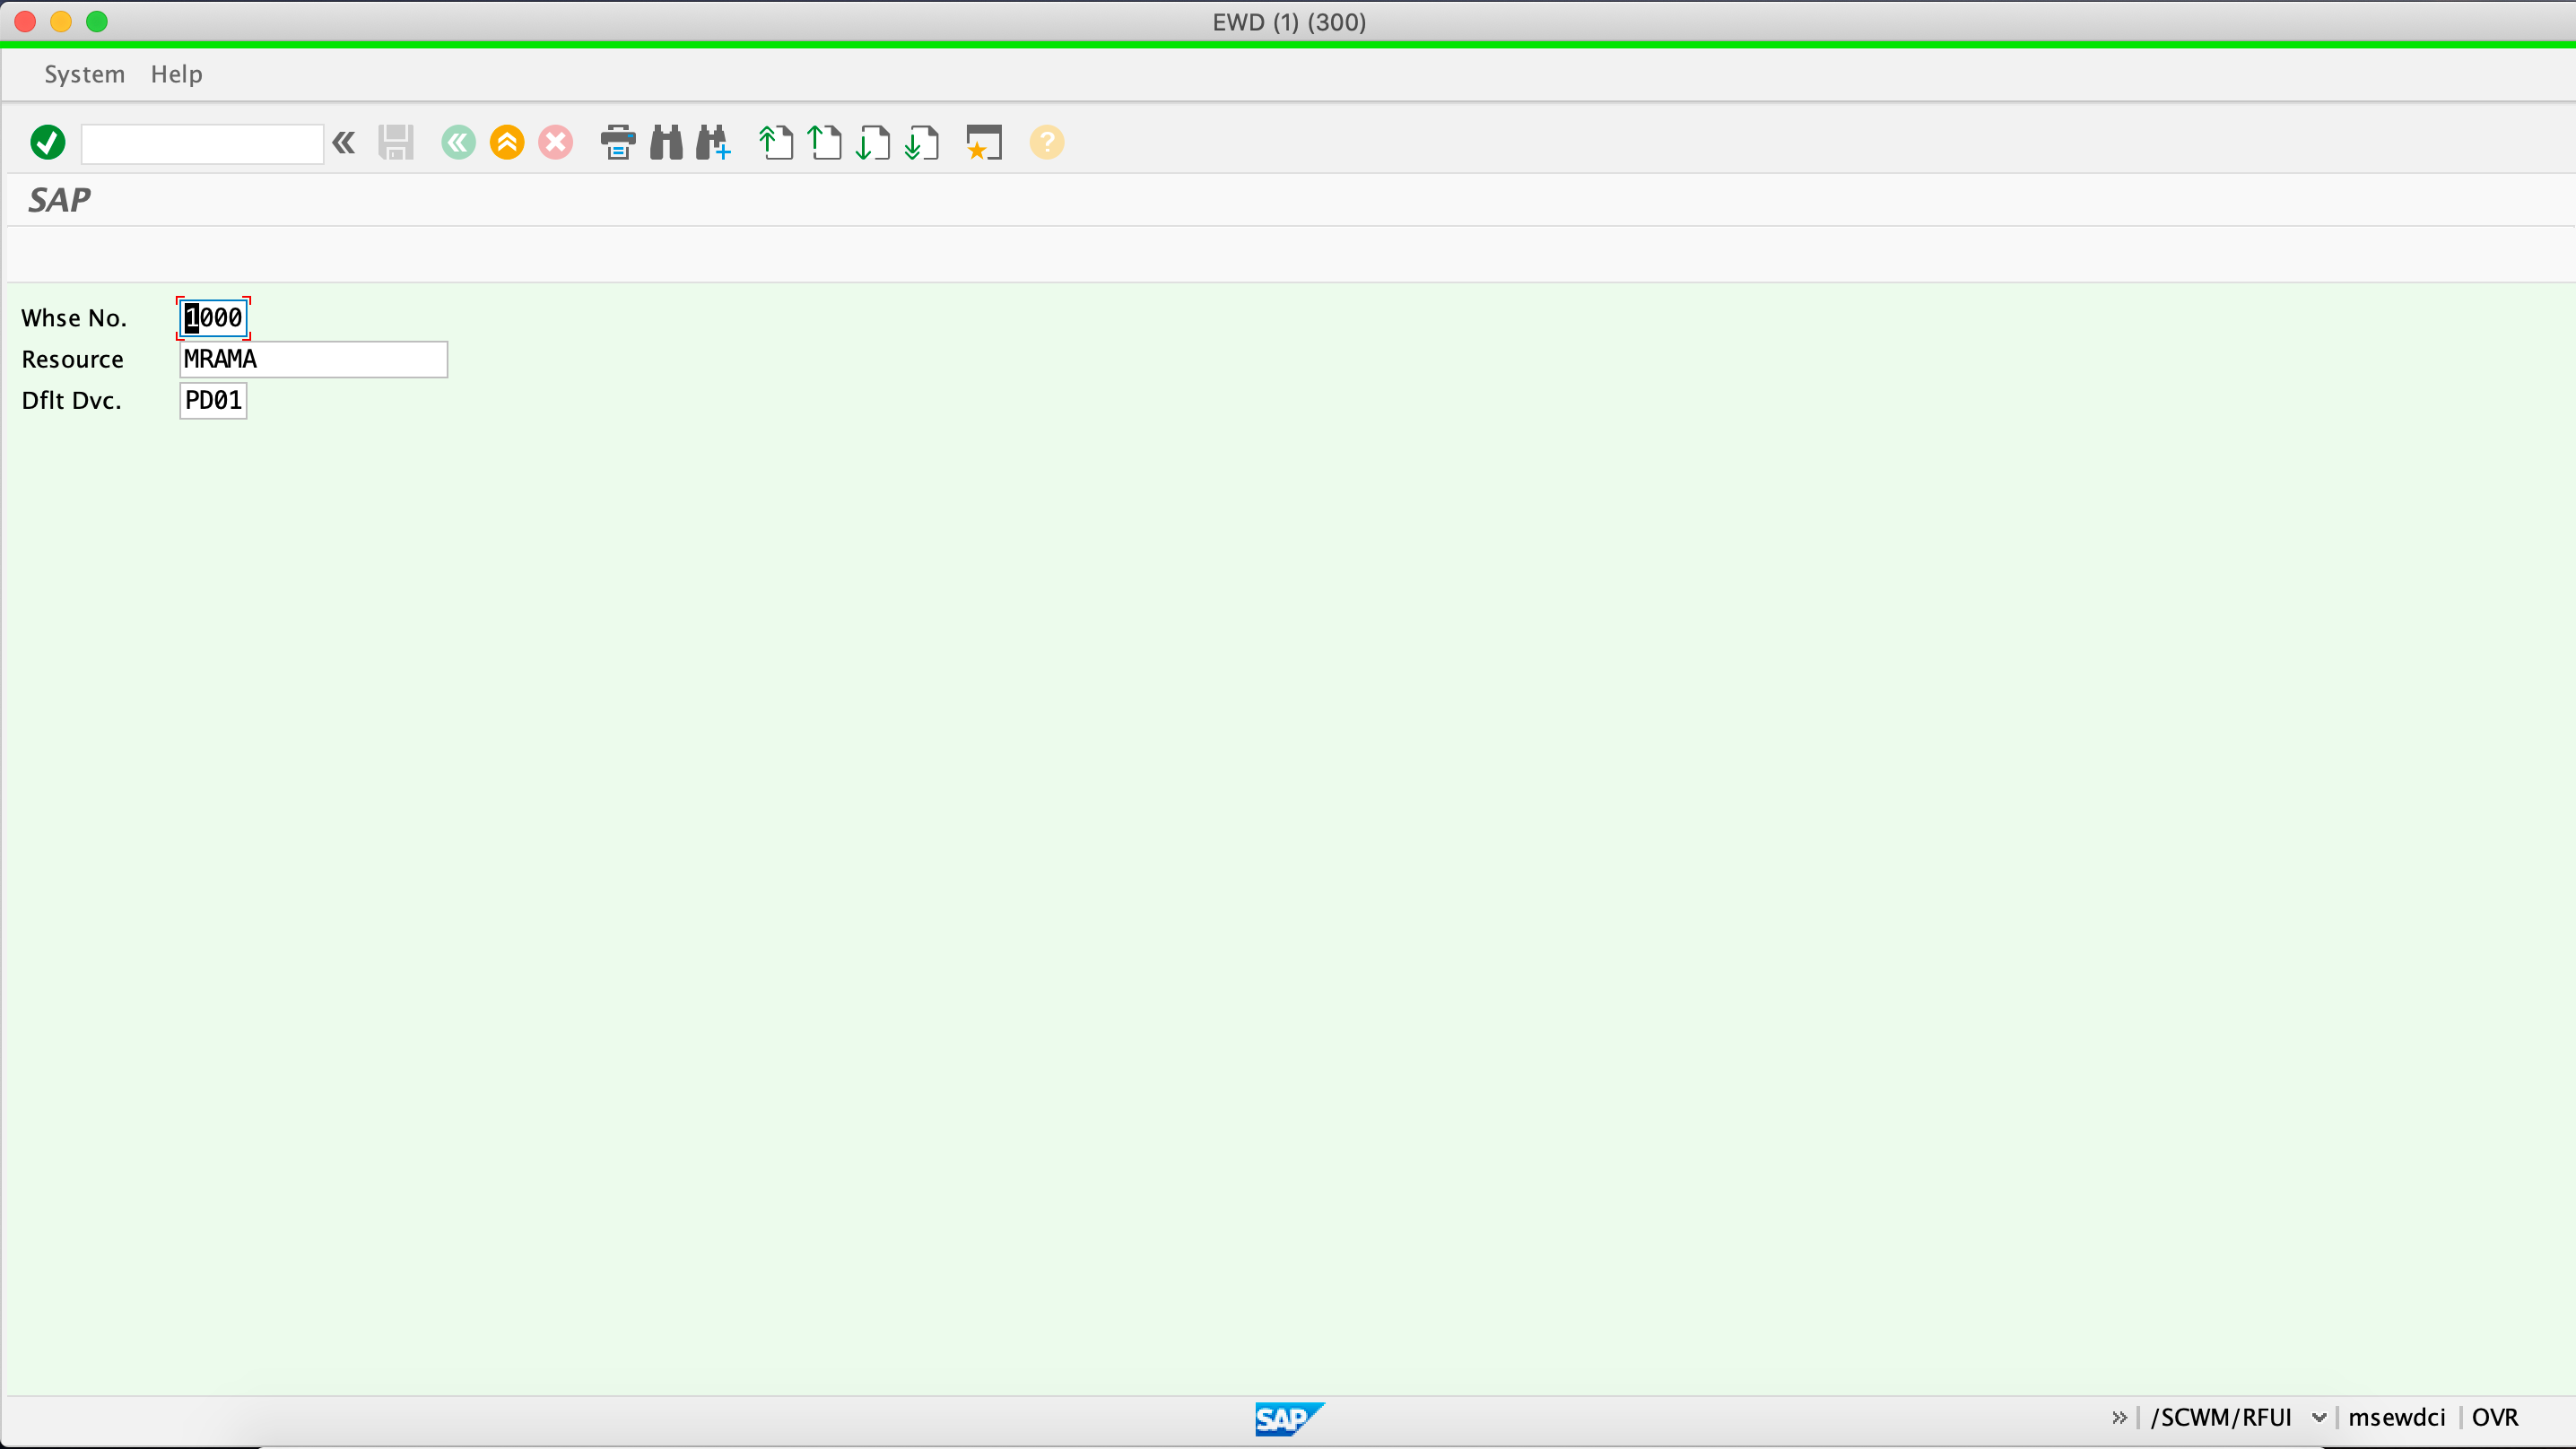 EWD (1) (300)
System Help
SAP
Whse No. 1000
Resource MRAMA
Dflt Dvc. PD01
SAP /SCWM/RFUI msewdci OVR